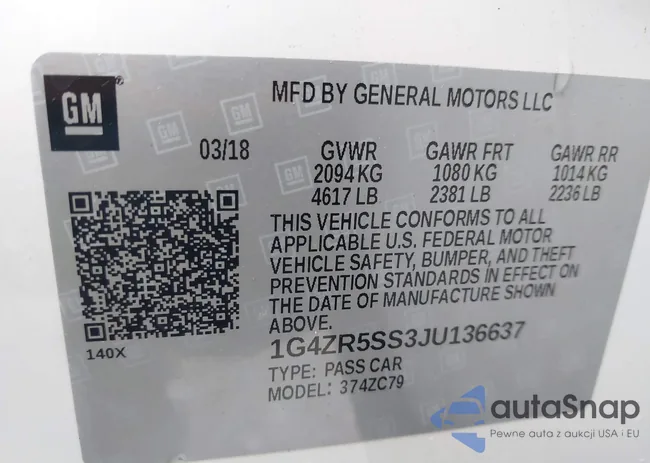 GM
MFD BY GENERAL MOTORS LLC
03/18 GVWR GAWR FRT GAWR RR
2094 KG 1080 KG 1014 KG
4617 LB 2381 LB 2236 LB
THIS VEHICLE CONFORMS TO ALL
APPLICABLE U.S. FEDERAL MOTOR
VEHICLE SAFETY, BUMPER, AND THEFT
PREVENTION STANDARDS IN EFFECT ON
THE DATE OF MANUFACTURE SHOWN
ABOVE.
1G4ZR5SS3JU136637
140X
TYPE: PASS CAR
MODEL: 374ZC79
autaSnap
Pewne auta z aukcji USA i EU